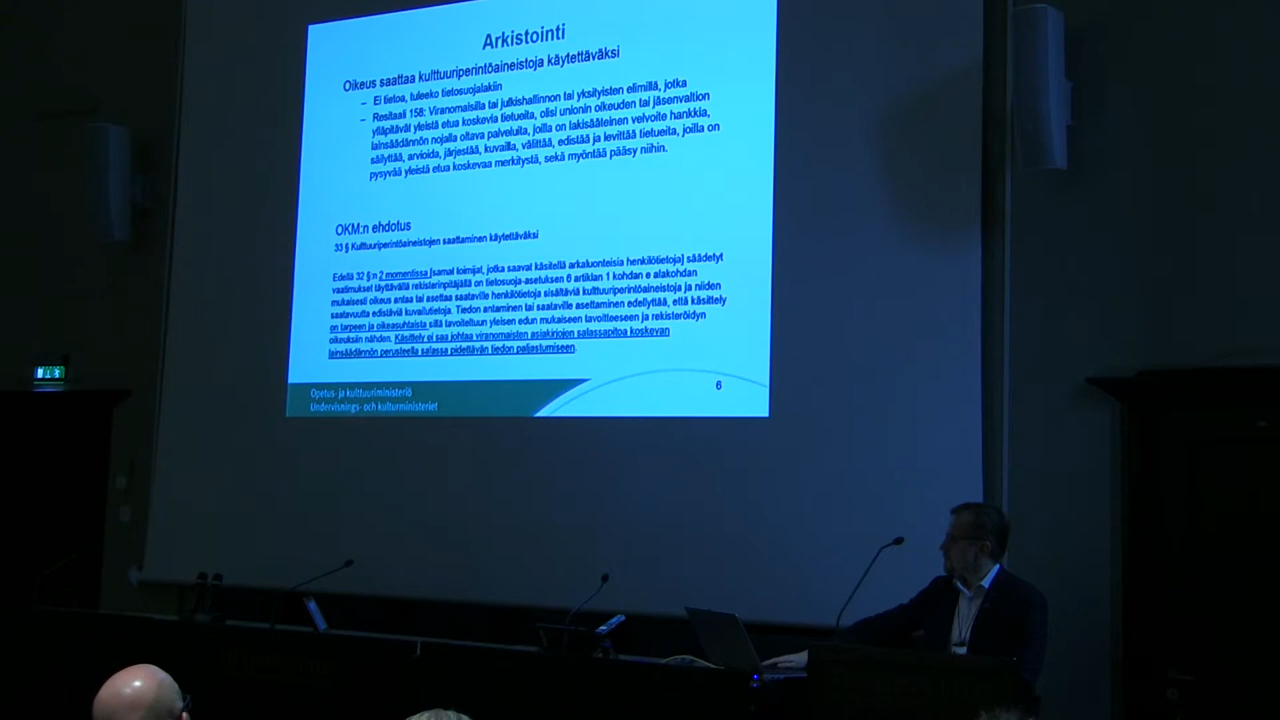 Arkistointi
Oikeus saattaa kulttuuriperintöaineistoja käytettäväksi
– Ei tietoa, tuleeko tietosuojalakiin
– Resitaali 158: Viranomaisilla tai julkishallinnon tai yksityisten elimillä, jotka
ylläpitävät yleistä etua koskevia tietueita, olisi unionin oikeuden tai jäsenvaltion
lainsäädännön nojalla oltava palveluita, joilla on lakisääteinen velvoite hankkia,
säilyttää, arvioida, järjestää, kuvailla, välittää, edistää ja levittää tietueita, joilla on
pysyvää yleistä etua koskevaa merkitystä, sekä myöntää pääsy niihin.
OKM:n ehdotus
33 § Kulttuuriperintöaineistojen saattaminen käytettäväksi
Edellä 32 §:n 2 momentissa [samat toimijat, jotka saavat käsitellä arkaluonteisia henkilötietoja] säädetyt
vaatimukset täyttävällä rekisterinpitäjällä on tietosuoja-asetuksen 6 artiklan 1 kohdan e alakohdan
mukaisesti oikeus antaa tai asettaa saataville henkilötietoja sisältäviä kulttuuriperintöaineistoja ja niiden
saatavuutta edistäviä kuvailutietoja. Tiedon antaminen tai saataville asettaminen edellyttää, että käsittely
on tarpeen ja oikeasuhtaista sillä tavoiteltuun yleisen edun mukaiseen tavoitteeseen ja rekisteröidyn
oikeuksiin nähden. Käsittely ei saa johtaa viranomaisten asiakirjojen salassapitoa koskevan
lainsäädännön perusteella salassa pidettävän tiedon paljastumiseen.
Opetus- ja kulttuuriministeriö
Undervisnings- och kulturministeriet
6